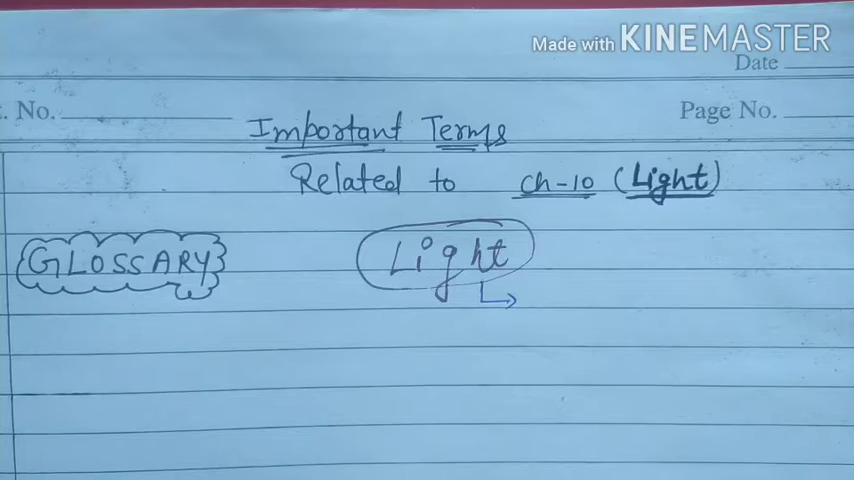 Made with KINEMASTER
Date
. No.
Page No.
Important Terms
Related to Ch-10 (Light)
GLOSSARY
Light